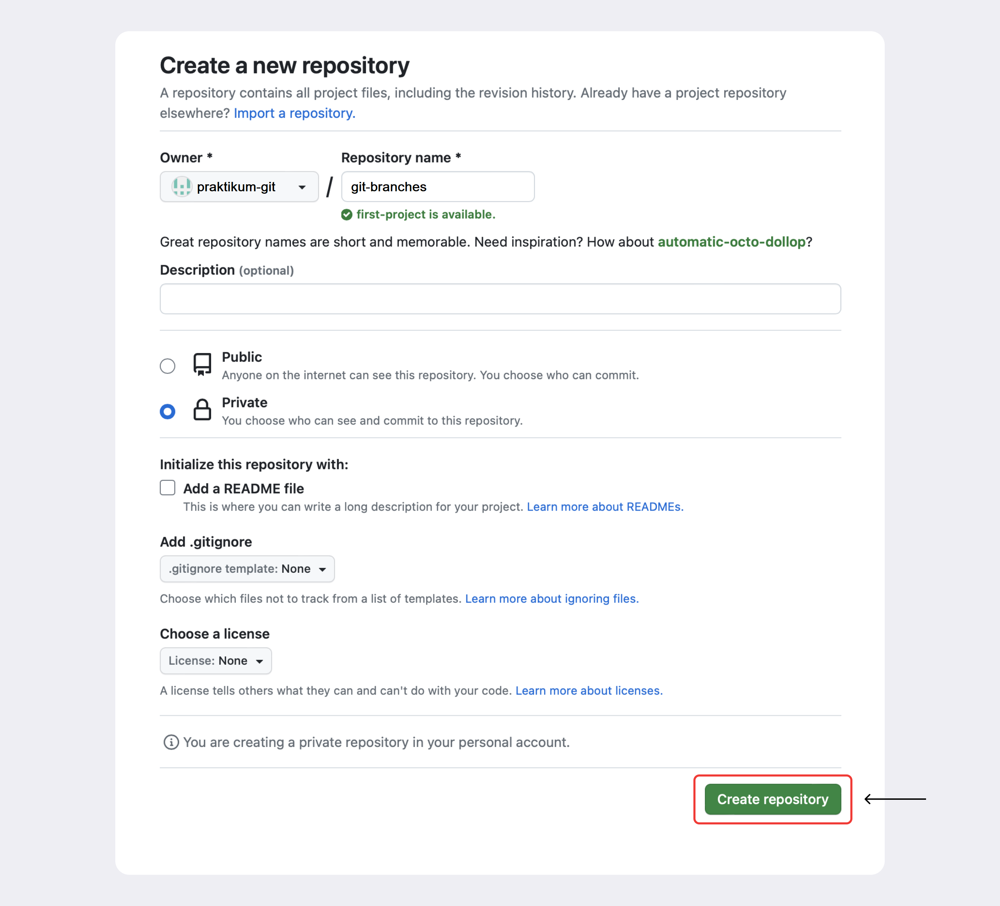 Create a new repository
A repository contains all project files, including the revision history. Already have a project repository
elsewhere? Import a repository.
Owner * Repository name *
praktikum-git / git-branches
first-project is available.
Great repository names are short and memorable. Need inspiration? How about automatic-octo-dollop?
Description (optional)
Public
Anyone on the internet can see this repository. You choose who can commit.
Private
You choose who can see and commit to this repository.
Initialize this repository with:
Add a README file
This is where you can write a long description for your project. Learn more about READMEs.
Add .gitignore
.gitignore template: None
Choose which files not to track from a list of templates. Learn more about ignoring files.
Choose a license
License: None
A license tells others what they can and can't do with your code. Learn more about licenses.
You are creating a private repository in your personal account.
Create repository